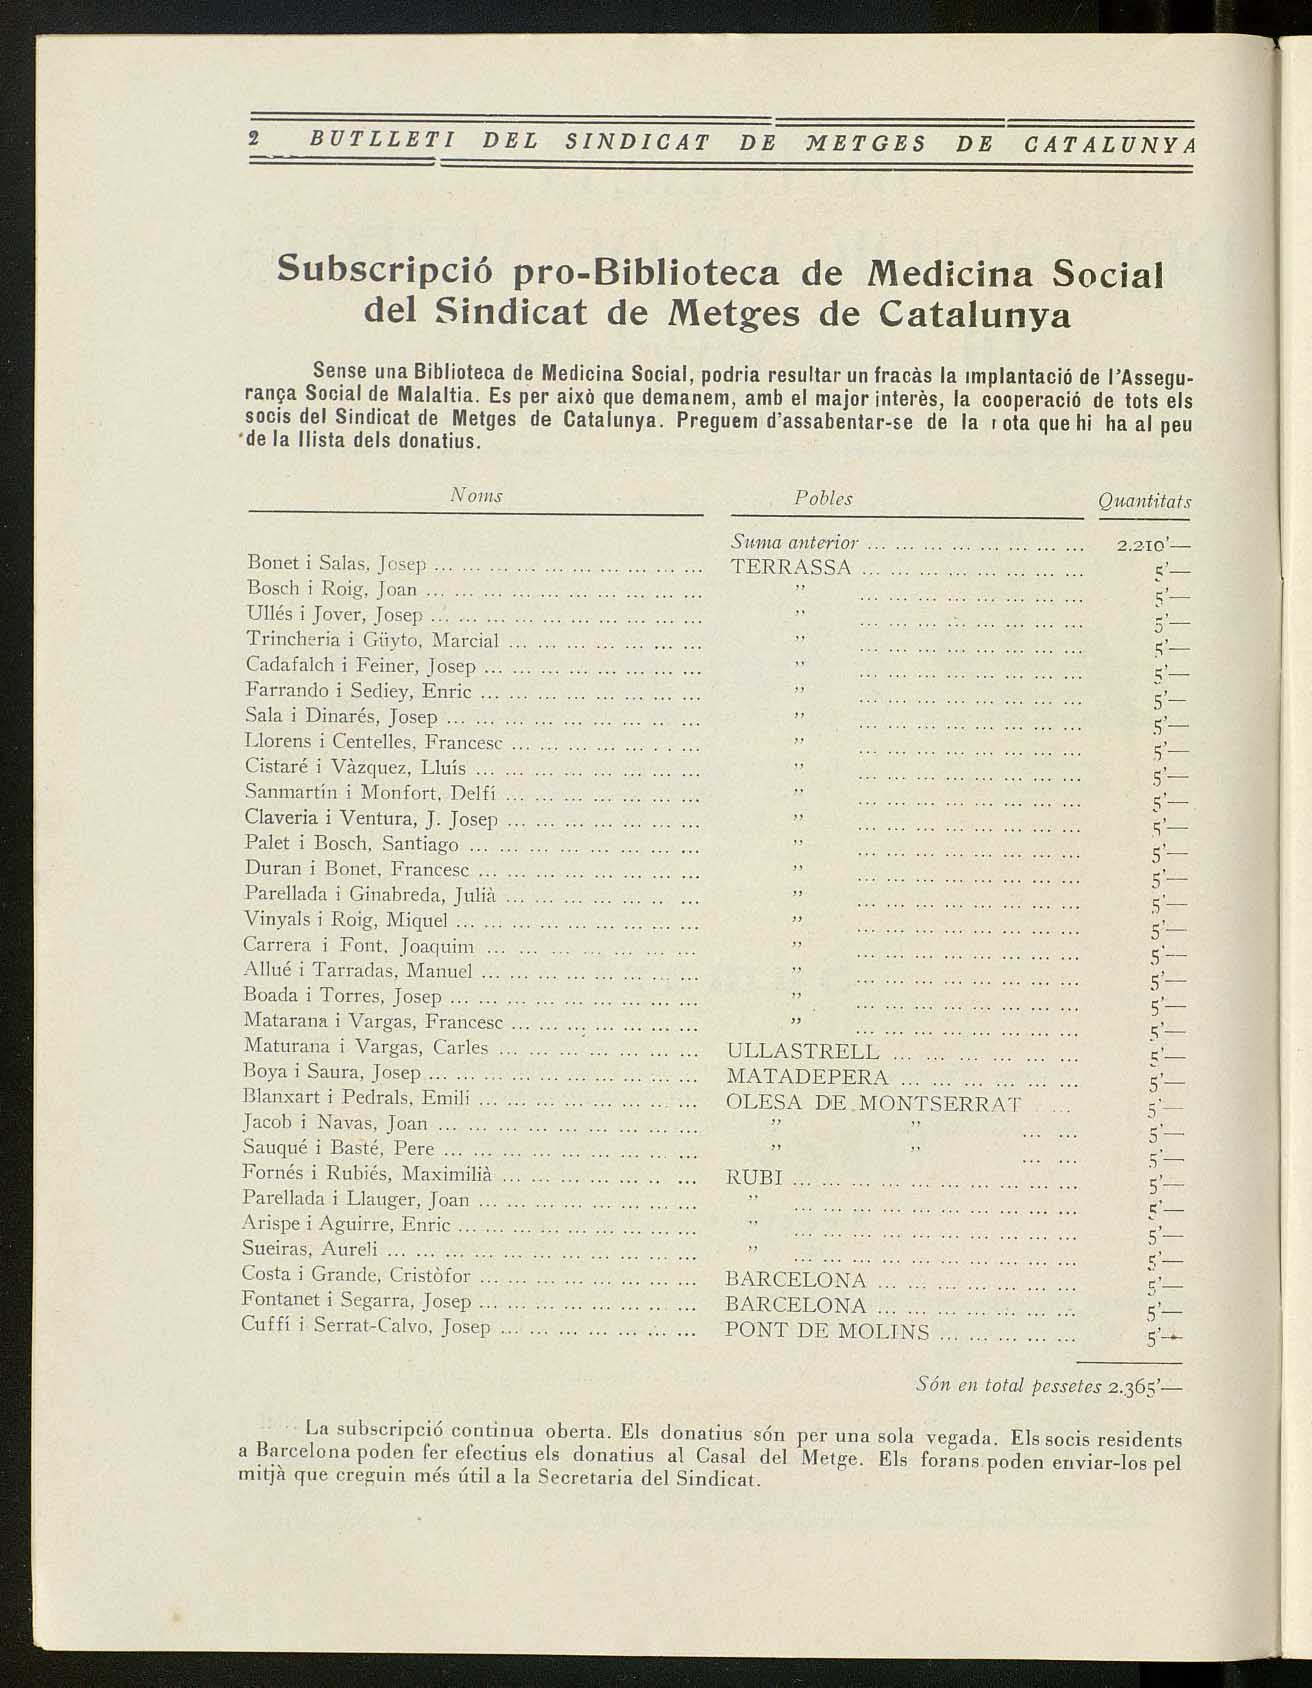 2 BUTLLETI DEL SINDICAT DE METGES DE CATALUNYA
Subscripció pro-Biblioteca de Medicina Social
del Sindicat de Metges de Catalunya
Sense una Biblioteca de Medicina Social, podria resultar un fracàs la implantació de l'Assegu-
rança Social de Malaltia. Es per això que demanem, amb el major interès, la cooperació de tots els
socis del Sindicat de Metges de Catalunya. Preguem d'assabentar-se de la ota que hi ha al peu
de la llista dels donatius.
Noms Pobles Quantitats
Suma anterior ... ... ... ... ... ... ... ... 2.210'—
Bonet i Salas, Josep ... ... ... ... ... ... ... ... ... ... TERRASSA ... ... ... ... ... ... ... ... 5'—
Bosch i Roig, Joan ... ... ... ... ... ... ... ... ... ... " ... ... ... ... ... ... ... ... 5'—
Ullés i Jover, Josep ... ... ... ... ... ... ... ... ... ... " ... ... ... ... ... ... ... ... 5'—
Trincheria i Güyto, Marcial ... ... ... ... ... ... ... " ... ... ... ... ... ... ... ... 5'—
Cadafalch i Feiner, Josep ... ... ... ... ... ... ... ... " ... ... ... ... ... ... ... ... 5'—
Farrando i Sediey, Enric ... ... ... ... ... ... ... ... " ... ... ... ... ... ... ... ... 5'—
Sala i Dinarés, Josep ... ... ... ... ... ... ... .. ... " ... ... ... ... ... ... ... ... 5'—
Llorens i Centelles, Francesc ... ... ... ... ... . . ... " ... ... ... ... ... ... ... ... 5'—
Cistaré i Vàzquez, Lluís ... ... ... ... ... ... ... ... " ... ... ... ... ... ... ... ... 5'—
Sanmartín i Monfort, Delfí ... ... ... ... ... ... ... " ... ... ... ... ... ... ... ... 5'—
Claveria i Ventura, J. Josep ... ... ... ... ... ... ... " ... ... ... ... ... ... ... ... 5'—
Palet i Bosch, Santiago ... ... ... ... ... ... ... ... " ... ... ... ... ... ... ... ... 5'—
Duran i Bonet, Francesc ... ... ... ... ... ... ... ... " ... ... ... ... ... ... ... ... 5'—
Parellada i Ginabreda, Julià ... ... ... ... ... .. ... " ... ... ... ... ... ... ... ... 5'—
Vinyals i Roig, Miquel ... ... ... ... ... ... ... ... ... " ... ... ... ... ... ... ... ... 5'—
Carrera i Font, Joaquim ... ... ... ... ... ... ... " ... ... ... ... ... ... ... ... 5'—
Allué i Tarradas, Manuel ... ... ... ... ... ... ... ... " ... ... ... ... ... ... ... ... 5'—
Boada i Torres, Josep ... ... ... ... ... ... ... ... ... " ... ... ... ... ... ... ... ... 5'—
Matarana i Vargas, Francesc ... ... ... ... ... ... ... " ... ... ... ... ... ... ... ... 5'—
Maturana i Vargas, Carles ... ... ... ... ... ... ... ULLASTRELL ... ... ... ... ... ... 5'—
Boya i Saura, Josep ... ... ... ... ... ... ... ... ... ... MATADEPERA ... ... ... ... ... ... 5'—
Blanxart i Pedrals, Emili ... ... ... ... ... ... ... ... OLESA DE MONTSERRAT ... 5'—
Jacob i Navas, Joan ... ... ... ... ... ... ... ... ... " " ... ... 5'—
Sauqué i Basté, Pere ... ... ... ... ... ... ... ... ... " " ... ... 5'—
Fornés i Rubiés, Maximilià ... ... ... ... ... .. ... RUBI ... ... ... ... ... ... ... ... ... ... 5'—
Parellada i Llauger, Joan ... ... ... ... ... ... ... ... " ... ... ... ... ... ... ... ... ... ... 5'—
Arispe i Aguirre, Enric ... ... ... ... ... ... ... ... ... " ... ... ... ... ... ... ... ... ... ... 5'—
Sueiras, Aureli ... ... ... ... ... ... ... ... ... ... ... " ... ... ... ... ... ... ... ... ... ... 5'—
Costa i Grande, Cristòfor ... ... ... ... ... ... ... ... BARCELONA ... ... ... ... ... ... ... 5'—
Fontanet i Segarra, Josep ... ... ... ... ... ... .. ... BARCELONA ... ... ... ... ... ... ... 5'—
Cuffí i Serrat-Calvo, Josep ... ... ... ... ... ... ... PONT DE MOLINS ... ... ... ... ... 5'—
Són en total pessetes 2.365'—
La subscripció continua oberta. Els donatius són per una sola vegada. Els socis residents
a Barcelona poden fer efectius els donatius al Casal del Metge. Els forans poden enviar-los pel
mitjà que creguin més útil a la Secretaria del Sindicat.